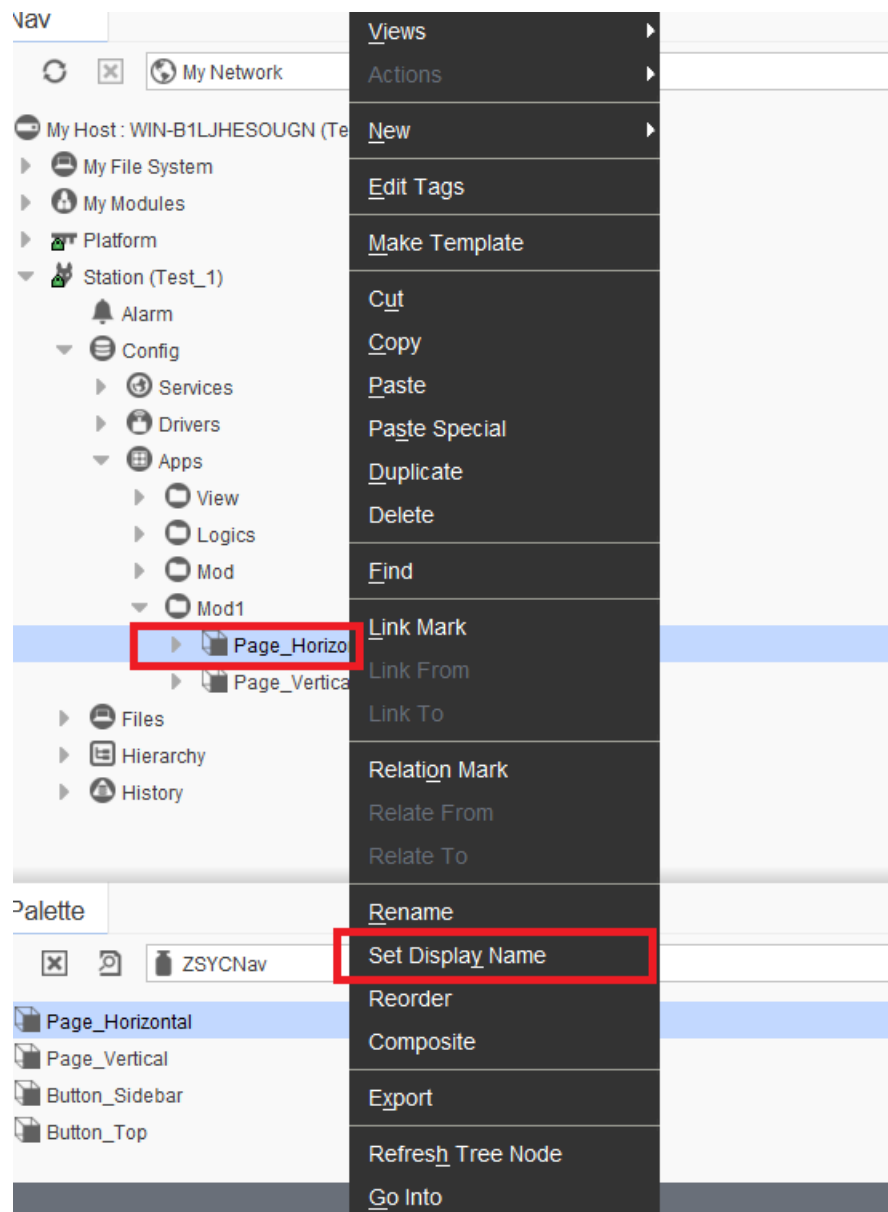 Nav
My Network
My Host : WIN-B1LJHESOUGN (Te
My File System
My Modules
Platform
Station (Test_1)
Alarm
Config
Services
Drivers
Apps
View
Logics
Mod
Mod1
Page_Horizo
Page_Vertica
Files
Hierarchy
History
Views
Actions
New
Edit Tags
Make Template
Cut
Copy
Paste
Paste Special
Duplicate
Delete
Find
Link Mark
Link From
Link To
Relation Mark
Relate From
Relate To
Rename
Set Display Name
Reorder
Composite
Export
Refresh Tree Node
Go Into
Palette
ZSYCNav
Page_Horizontal
Page_Vertical
Button_Sidebar
Button_Top